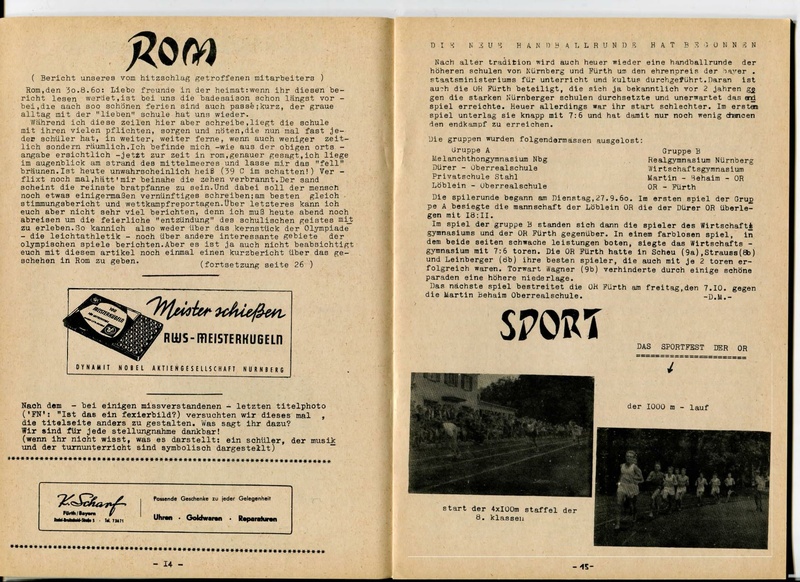 ROM
( Bericht unseres vom hitzschlag getroffenen mitarbeiters )
Rom,den 30.8.60: Liebe freunde in der heimat:wenn ihr diesen be-
richt lesen werdet,ist bei uns die badesaison schon längst vor-
bei,die aach soo schönen ferien sind auch passé;kurz, der graue
alltag mit der "lieben" schule hat uns wieder.
Während ich diese zeilen hier aber schreibe,liegt die schule
mit ihren vielen pflichten, sorgen und nöten,die nun mal fast je-
der schüler hat, in weiter, weiter ferne, wenn auch weniger zeit-
lich sondern räumlich.Ich befinde mich -wie aus der obigen orts-
angabe ersichtlich -jetzt zur zeit in rom,genauer gesagt,ich liege
im augenblick am strand des mittelmeeres und lasse mir das "fell"
bräunen.Ist heute unwahrscheinlich heiß (39 C im schatten!) Ver-
flixt noch mal,hätt'mir beinahe die zehen verbrannt.Der sand
scheint die reinste bratpfanne zu sein.Und dabei soll der mensch
noch etwas einigermaßen vernünftiges schreiben;am besten gleich
stimmungsbericht und wettkampfreportagen.Über letzteres kann ich
euch aber nicht sehr viel berichten, denn ich muß heute abend noch
abreisen um die feierliche "entzündung" des schulischen geistes mit
zu erleben.So kannich also weder über das kernstück der Olympiade
- die leichtathletik - noch über andere interessante gebiete der
olympischen spiele berichten.Aber es ist ja auch nicht beabsichtigt
euch mit diesem artikel noch einmal einen kurzbericht über das ge-
schehen in Rom zu geben. (fortsetzung seite 26 )
Meister schießen
RWS-MEISTERKUGELN
DYNAMIT NOBEL AKTIENGESELLSCHAFT NÜRNBERG
Nach dem - bei einigen missverstandenen - letzten titelphoto
('FN': "Ist das ein fexierbild?) versuchten wir dieses mal ,
die titelseite anders zu gestalten. Was sagt ihr dazu?
Wir sind für jede stellungnahme dankbar!
(wenn ihr nicht wisst, was es darstellt: ein schüler, der musik
und der turnunterricht sind symbolisch dargestellt)
K. Scharf
Fürth/Bayern
Passende Geschenke zu jeder Gelegenheit
Uhren · Goldwaren · Reparaturen
- 14 -
DIE NEUE HANDBALLRUNDE HAT BEGONNEN
Nach alter tradition wird auch heuer wieder eine handballrunde der
höheren schulen von Nürnberg und Fürth um den ehrenpreis der bayer .
staatsministeriums für unterricht und kultus durchgeführt.Daran ist
auch die OR Fürth beteiligt, die sich ja bekanntlich vor 2 jahren ge
gen die starken Nürnberger schulen durchsetzte und unerwartet das end
spiel erreichte. Heuer allerdings war ihr start schlechter. Im ersten
spiel unterlag sie knapp mit 7:6 und hat damit nur noch wenig chancen
den endkampf zu erreichen.
Die gruppen wurden folgendermassen ausgelost:
Gruppe A Gruppe B
Melanchthongymnasium Nbg Realgymnasium Nürnberg
Dürer - Oberrealschule Wirtschaftsgymnasium
Privatschule Stahl Martin - Behaim - OR
Löblein - Oberrealschule OR - Fürth
Die spielrunde begann am Dienstag,27.9.60. Im ersten spiel der Grup
pe A besiegte die mannschaft der Löblein OR die der Dürer OR überle-
gen mit 18:11.
Im spiel der gruppe B standen sich dann die spieler des Wirtschafts
gymnasiums und der OR Fürth gegenüber. In einem farblosen spiel, in
dem beide seiten schwache leistungen boten, siegte das Wirtschafts -
gymnasium mit 7:6 toren. Die OR Fürth hatte in Scheu (9a),Strauss(8b)
und Leinberger (6b) ihre besten spieler, die auch mit je 2 toren er-
folgreich waren. Torwart Wagner (9b) verhinderte durch einige schöne
paraden eine höhere niederlage.
Das nächste spiel bestreitet die OR Fürth am freitag,den 7.10. gegen
die Martin Behaim Oberrealschule. -D.M.-
SPORT
DAS SPORTFEST DER OR
der 1000 m - lauf
start der 4x100m staffel der
8. klassen
-15-